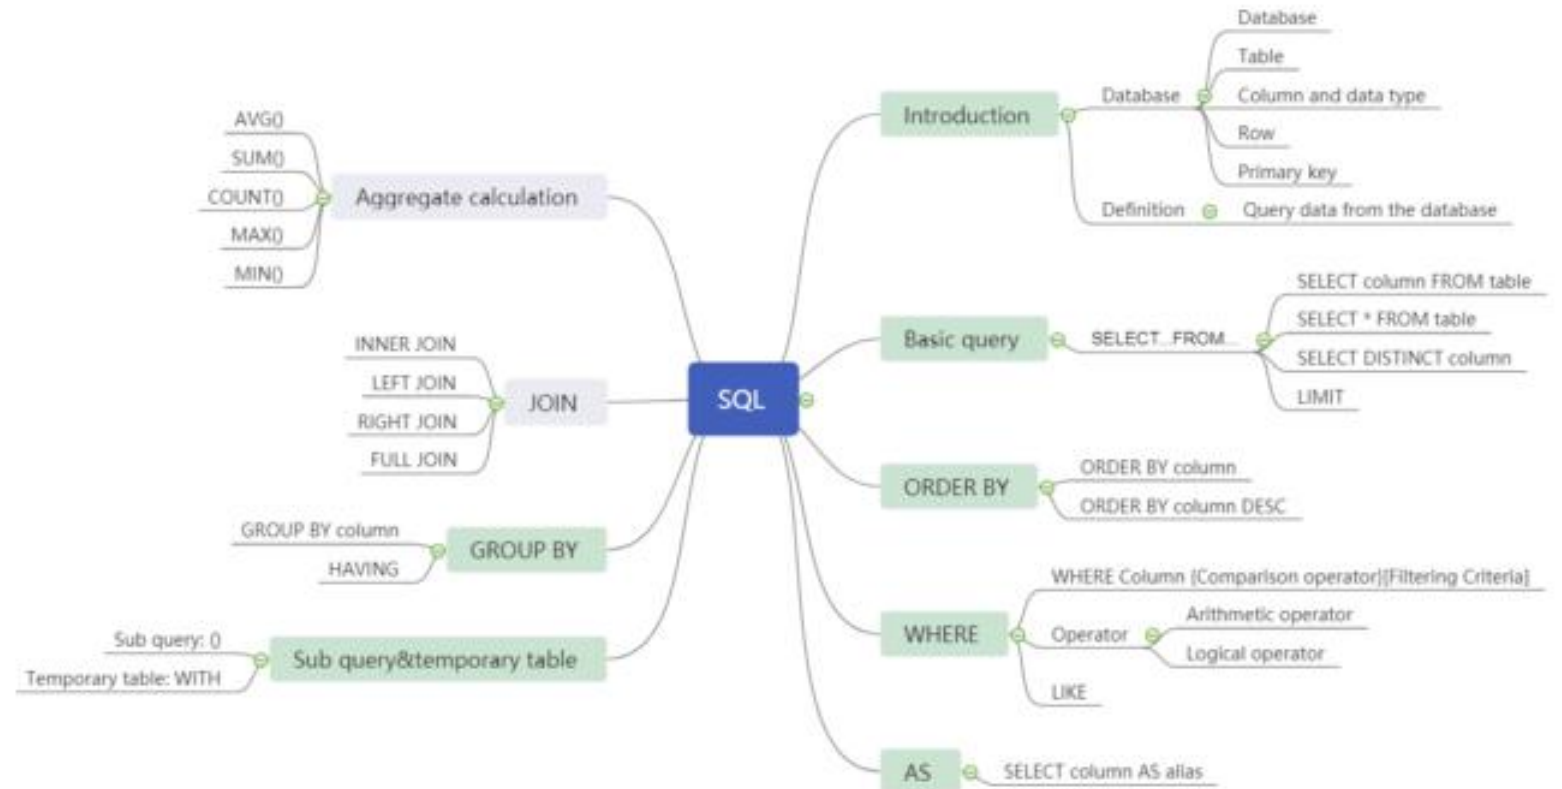 SQL
Introduction
Database
Database
Table
Column and data type
Row
Primary key
Definition
Query data from the database
Basic query
SELECT...FROM...
SELECT column FROM table
SELECT * FROM table
SELECT DISTINCT column
LIMIT
ORDER BY
ORDER BY column
ORDER BY column DESC
WHERE
WHERE Column [Comparison operator][Filtering Criteria]
Operator
Arithmetic operator
Logical operator
LIKE
AS
SELECT column AS alias
Aggregate calculation
AVG()
SUM()
COUNT()
MAX()
MIN()
JOIN
INNER JOIN
LEFT JOIN
RIGHT JOIN
FULL JOIN
GROUP BY
GROUP BY column
HAVING
Sub query&temporary table
Sub query: ()
Temporary table: WITH